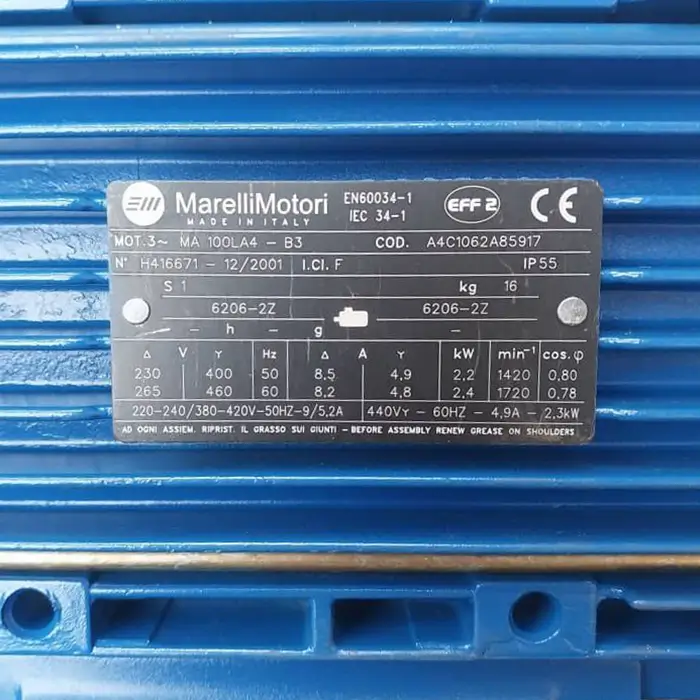 MarelliMotori
MADE IN ITALY
EN60034-1
IEC 34-1
EFF 2
CE
MOT.3~ MA 100LA4 - B3 COD. A4C1062A85917
N° H416671 - 12/2001 I.Cl. F IP 55
S 1 kg 16
6206-2Z 6206-2Z
- h - g -
Δ V Y Hz Δ A Y kW min⁻¹ cos. φ
230 400 50 8,5 4,9 2,2 1420 0,80
265 460 60 8,2 4,8 2,4 1720 0,78
220-240/380-420V-50HZ-9/5,2A 440VY - 60HZ - 4,9A - 2,3kW
AD OGNI ASSIEM. RIPRIST. IL GRASSO SUI GIUNTI - BEFORE ASSEMBLY RENEW GREASE ON SHOULDERS